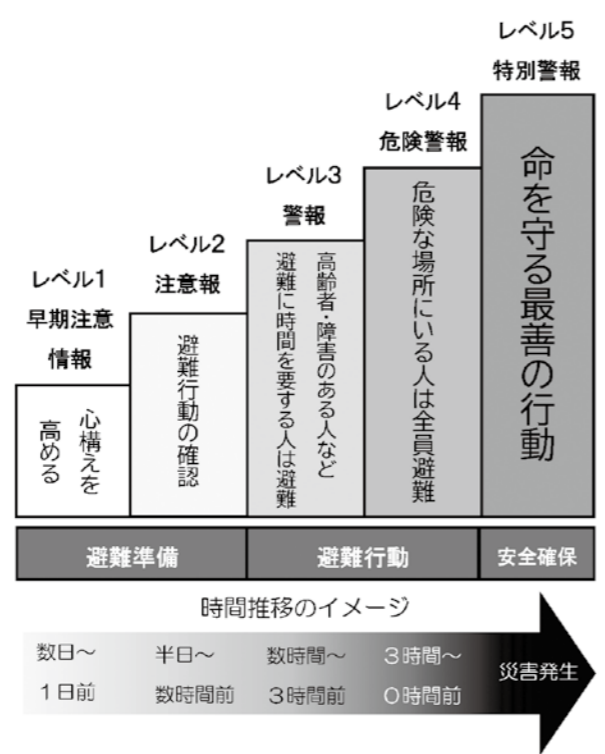 レベル1
早期注意
情報
心構えを
高める
レベル2
注意報
避難行動の確認
レベル3
警報
高齢者・障害のある人など
避難に時間を要する人は避難
レベル4
危険警報
危険な場所にいる人は全員避難
レベル5
特別警報
命を守る最善の行動
避難準備
避難行動
安全確保
時間推移のイメージ
数日～
1日前
半日～
数時間前
数時間～
3時間前
3時間～
0時間前
災害発生